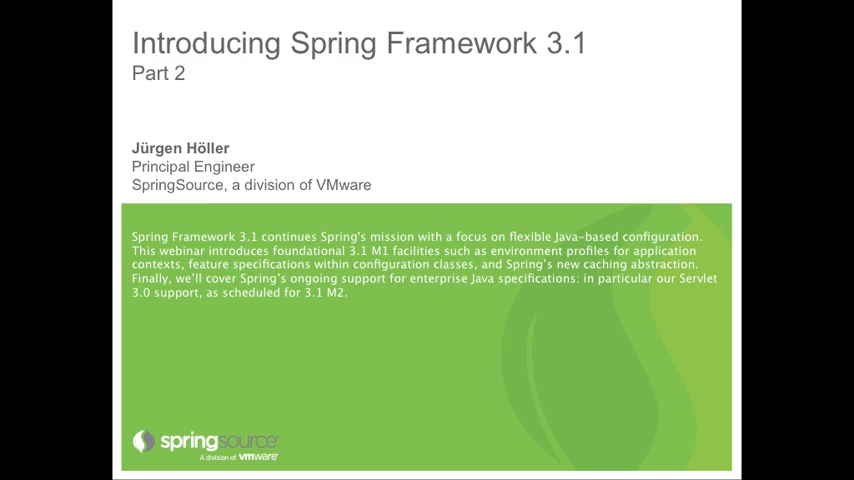 Introducing Spring Framework 3.1
Part 2
Jürgen Höller
Principal Engineer
SpringSource, a division of VMware
Spring Framework 3.1 continues Spring's mission with a focus on flexible Java-based configuration.
This webinar introduces foundational 3.1 M1 facilities such as environment profiles for application
contexts, feature specifications within configuration classes, and Spring's new caching abstraction.
Finally, we'll cover Spring's ongoing support for enterprise Java specifications: in particular our Servlet
3.0 support, as scheduled for 3.1 M2.
springsource
A division of vmware